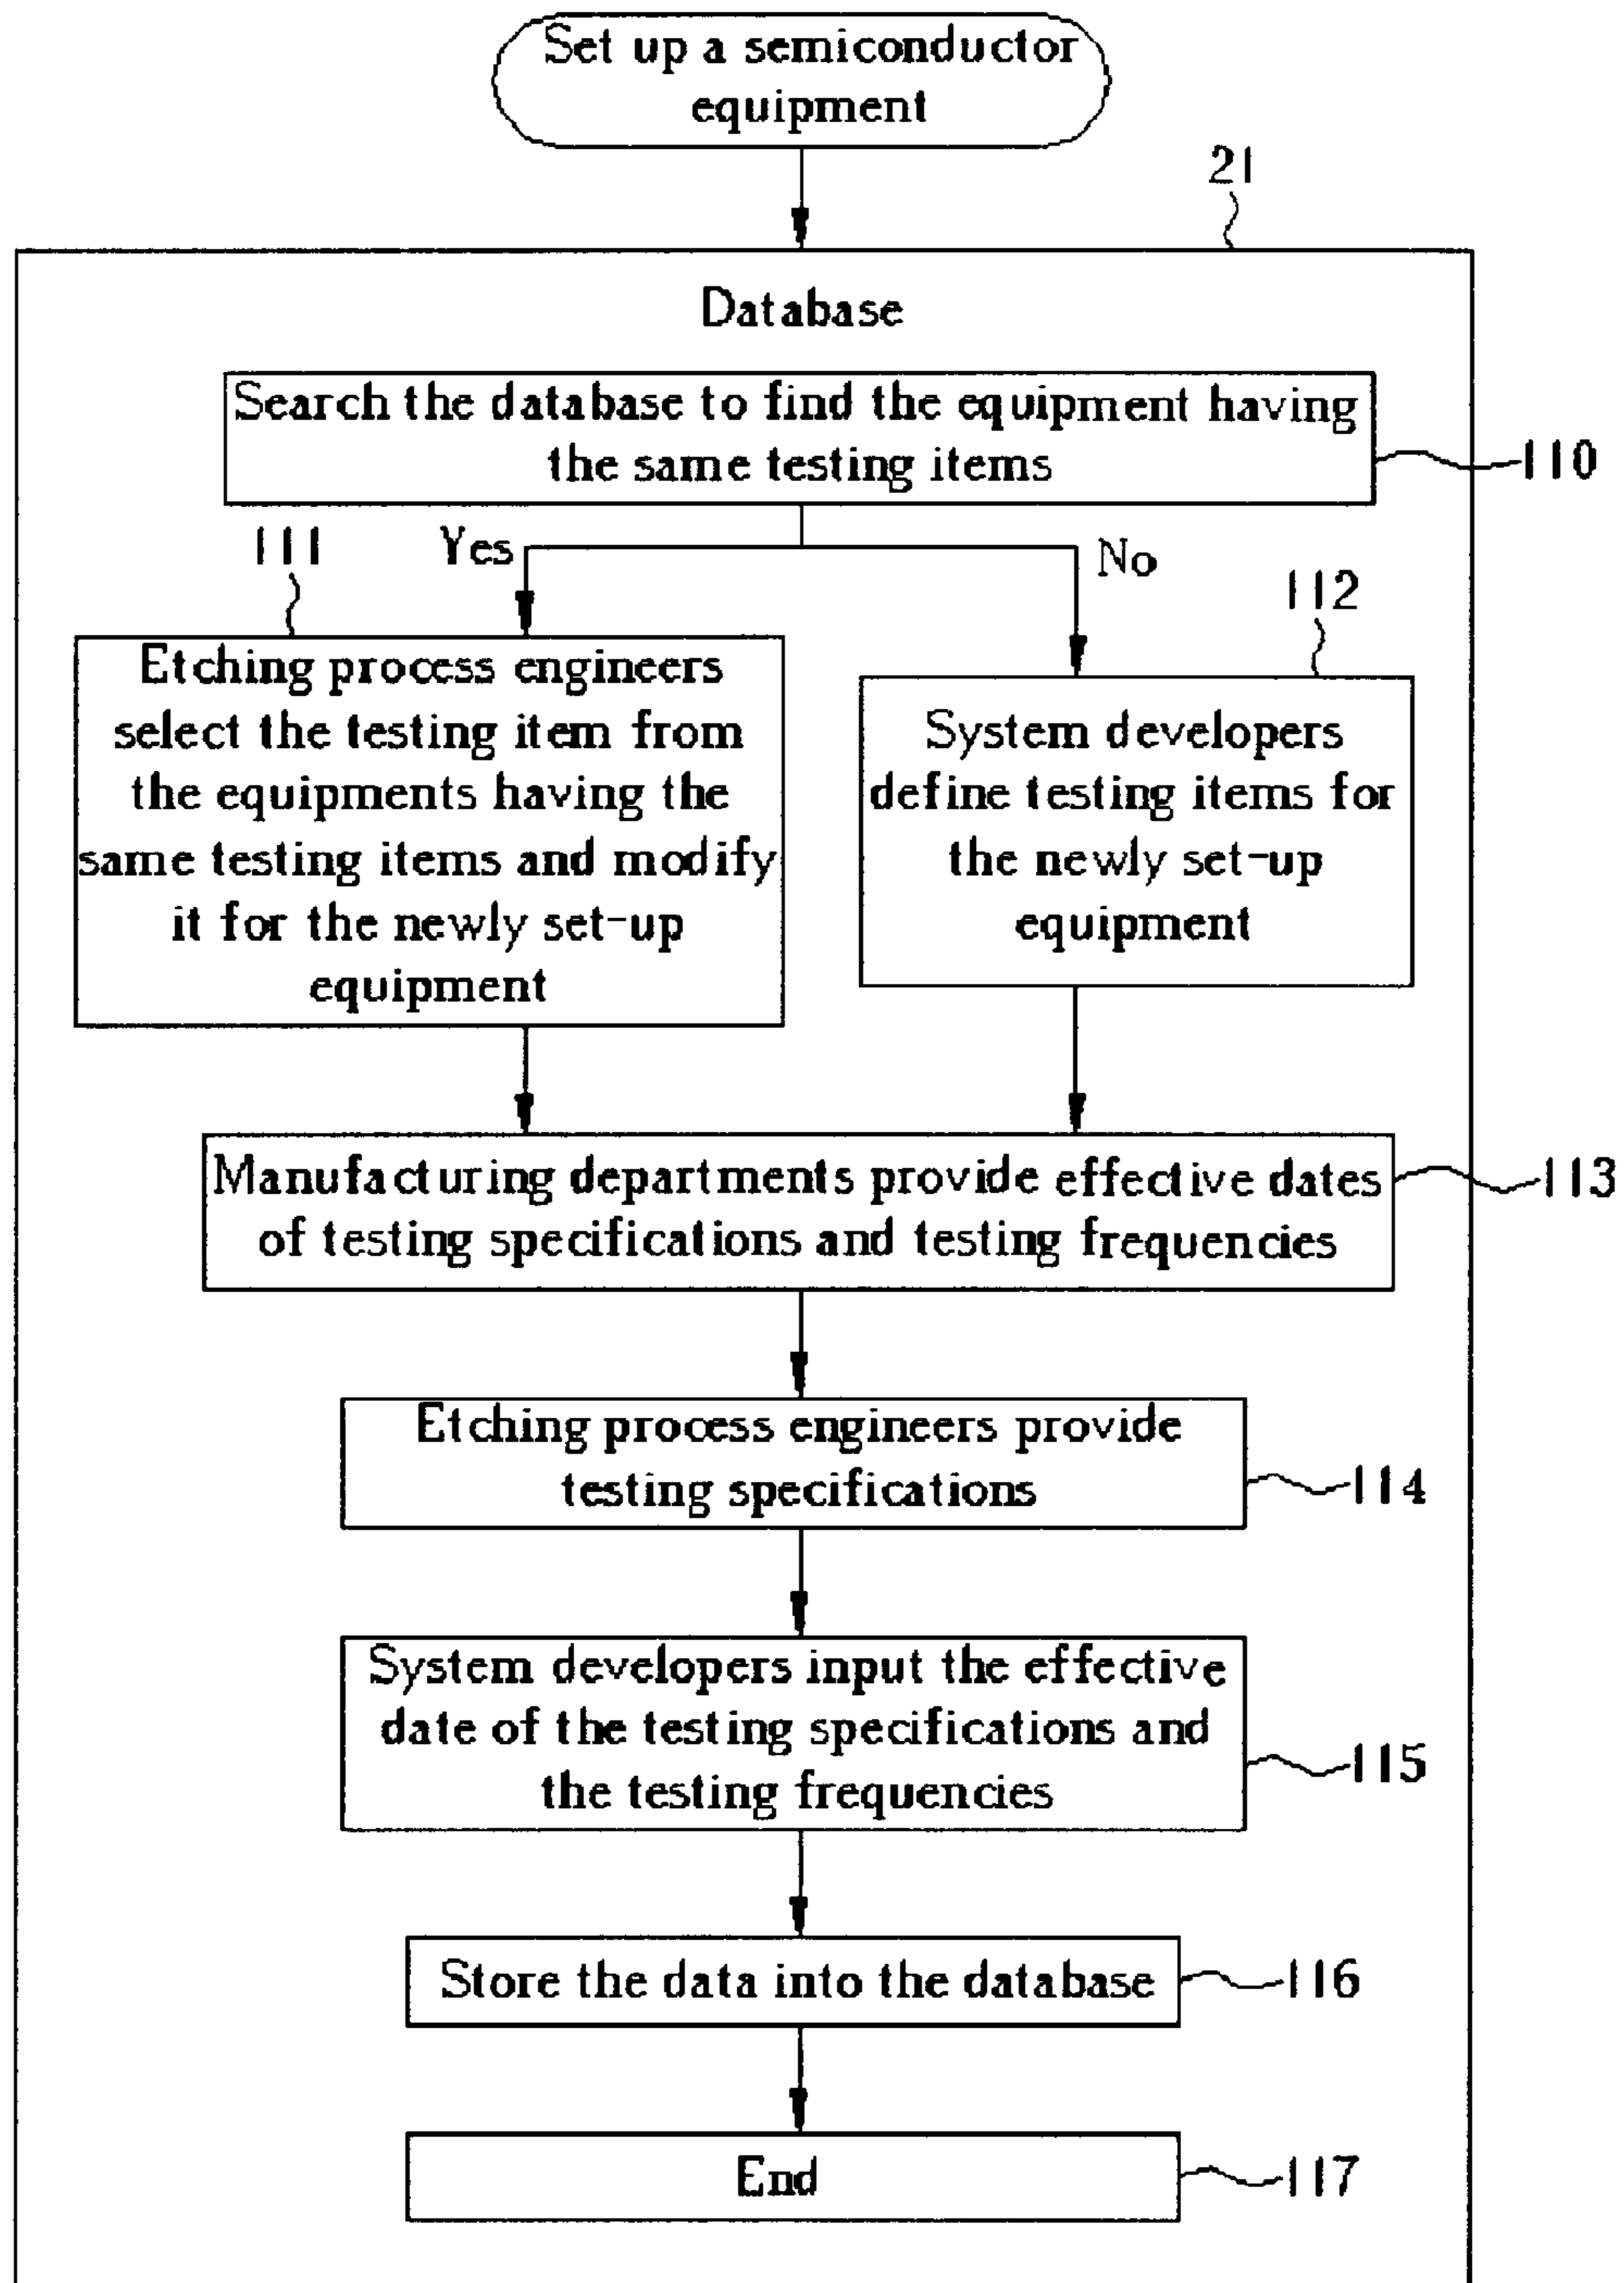 Set up a semiconductor
equipment
21
Database
Search the database to find the equipment having
the same testing items
110
111
Yes
No
112
Etching process engineers
select the testing item from
the equipments having the
same testing items and modify
it for the newly set-up
equipment
System developers
define testing items for
the newly set-up
equipment
Manufacturing departments provide effective dates
of testing specifications and testing frequencies
113
Etching process engineers provide
testing specifications
114
System developers input the effective
date of the testing specifications and
the testing frequencies
115
Store the data into the database
116
End
117